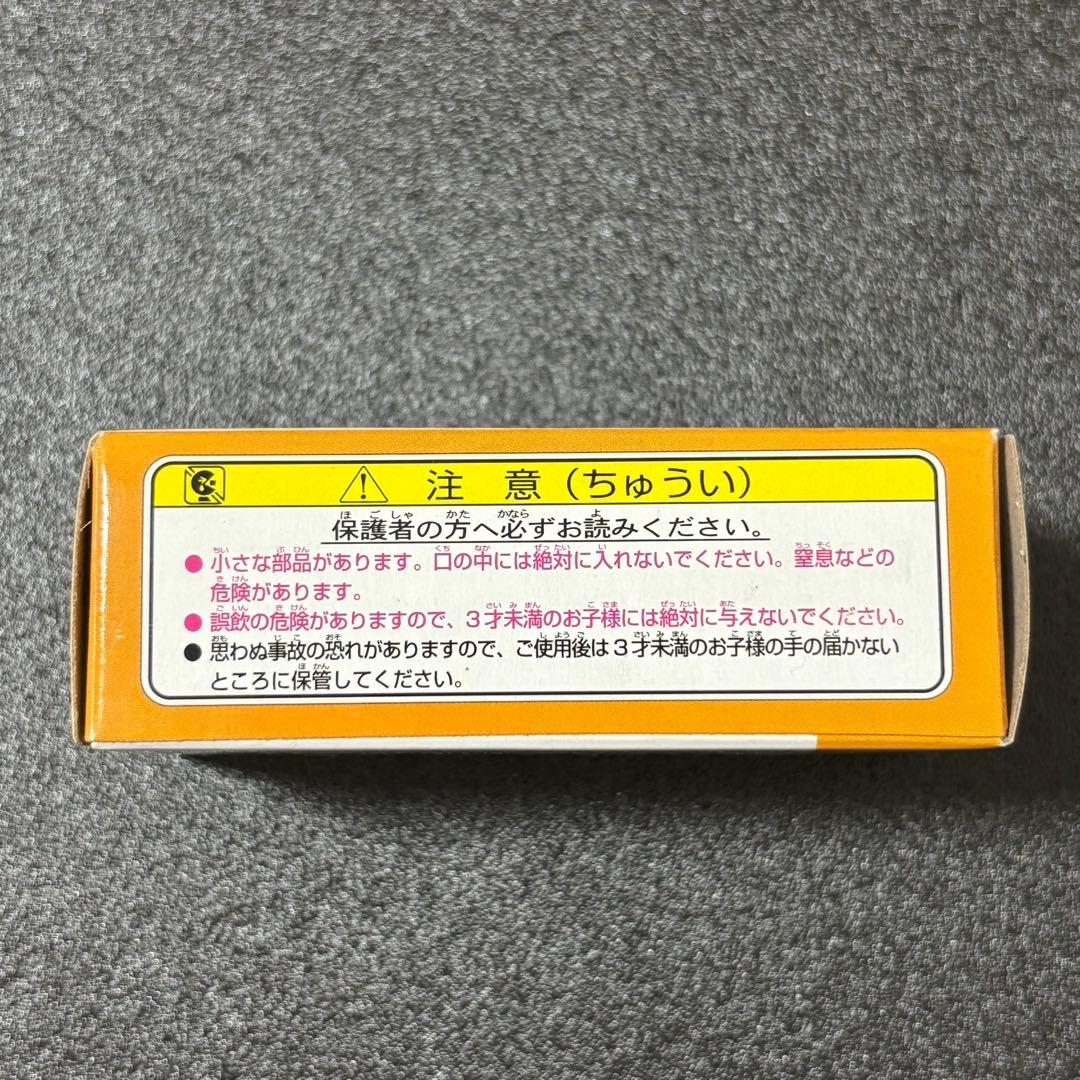 注 意（ちゅうい）
保護者の方へ必ずお読みください。
●小さな部品があります。口の中には絶対に入れないでください。窒息などの
危険があります。
●誤飲の危険がありますので、3才未満のお子様には絶対に与えないでください。
●思わぬ事故の恐れがありますので、ご使用後は3才未満のお子様の手の届かない
ところに保管してください。